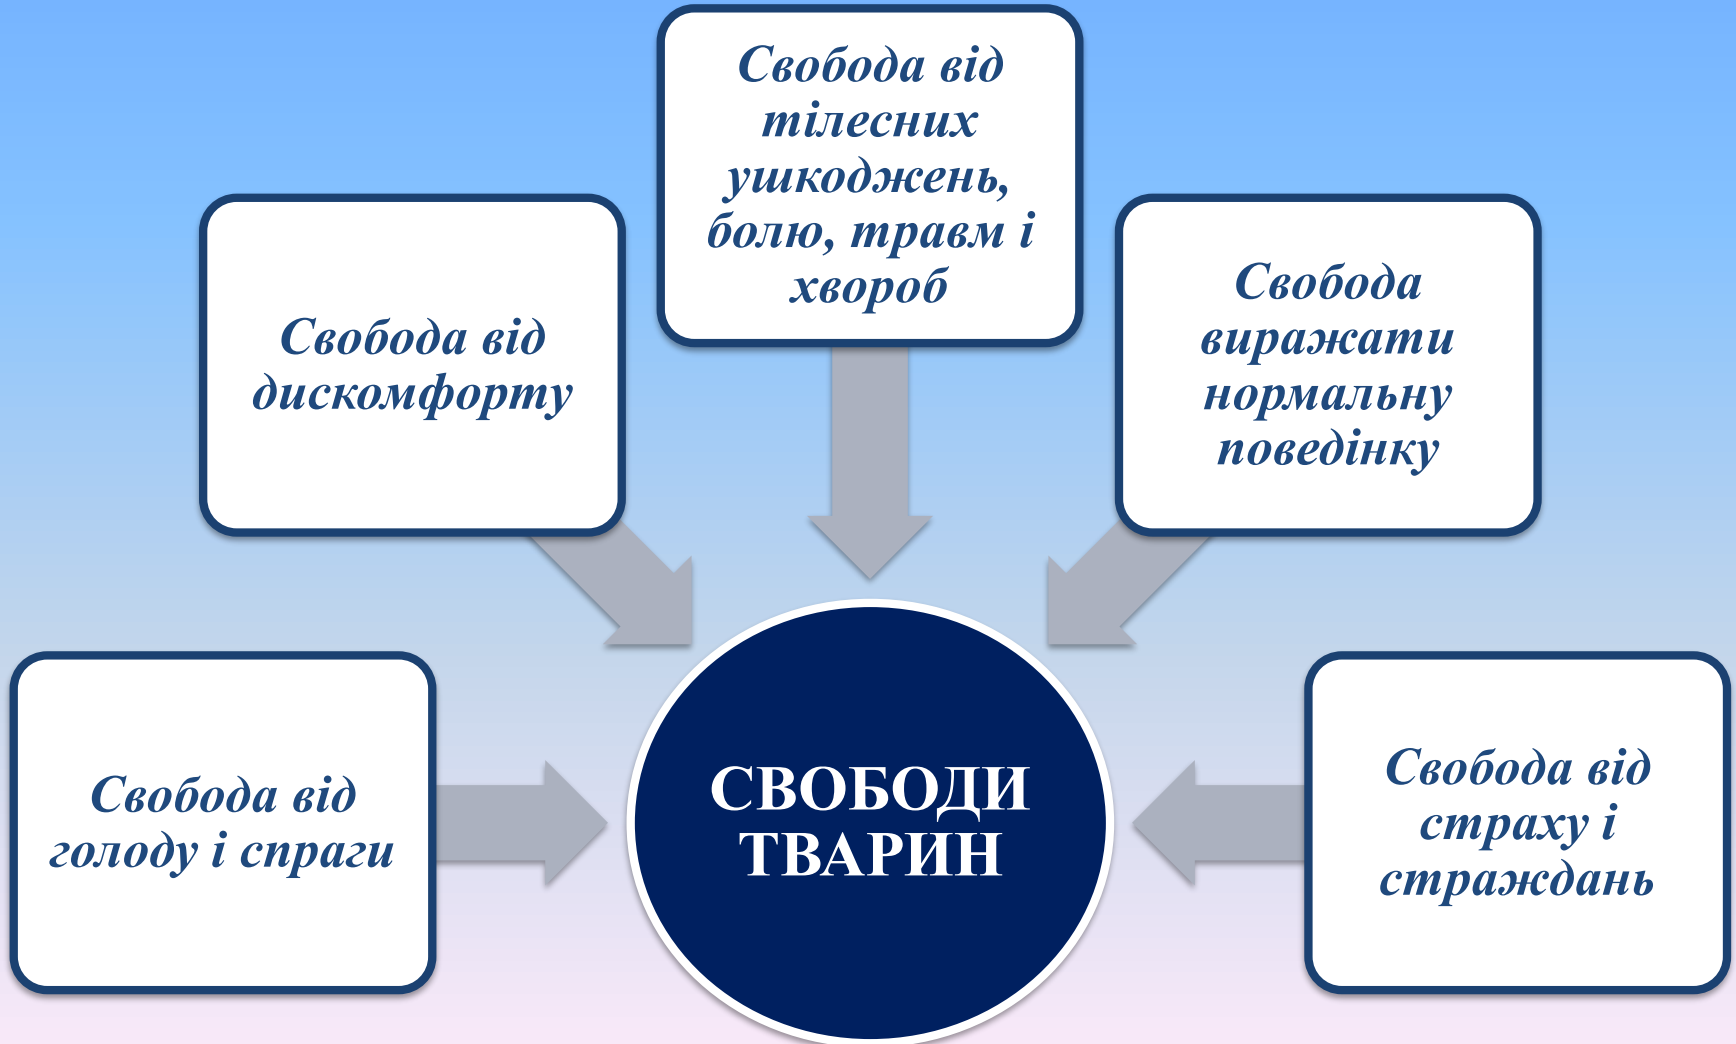 Свобода від
тілесних
ушкоджень,
болю, травм і
хвороб
Свобода від
дискомфорту
Свобода
виражати
нормальну
поведінку
Свобода від
голоду і спраги
СВОБОДИ
ТВАРИН
Свобода від
страху і
страждань